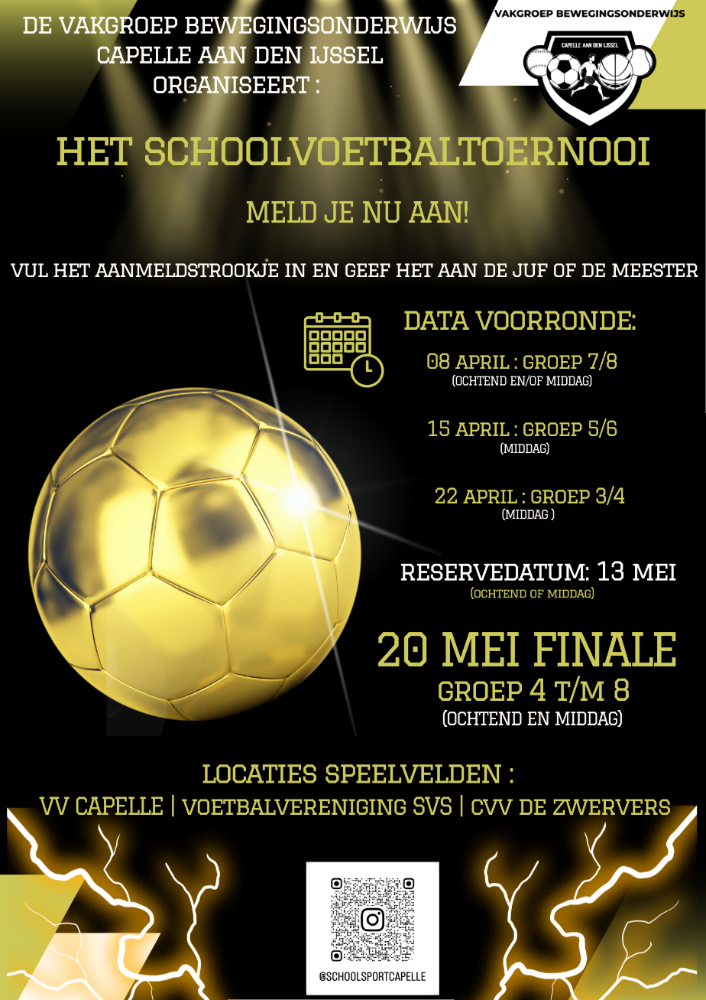 DE VAKGROEP BEWEGINGSONDERWIJS
CAPELLE AAN DEN IJSSEL
ORGANISEERT :
VAKGROEP BEWEGINGSONDERWIJS
CAPELLE AAN DEN IJSSEL
HET SCHOOLVOETBALTOERNOOI
MELD JE NU AAN!
VUL HET AANMELDSTROOKJE IN EN GEEF HET AAN DE JUF OF DE MEESTER
DATA VOORRONDE:
08 APRIL : GROEP 7/8
(OCHTEND EN/OF MIDDAG)
15 APRIL : GROEP 5/6
(MIDDAG)
22 APRIL : GROEP 3/4
(MIDDAG )
RESERVEDATUM: 13 MEI
(OCHTEND OF MIDDAG)
20 MEI FINALE
GROEP 4 T/M 8
(OCHTEND EN MIDDAG)
LOCATIES SPEELVELDEN :
VV CAPELLE | VOETBALVERENIGING SVS | CVV DE ZWERVERS
@SCHOOLSPORTCAPELLE